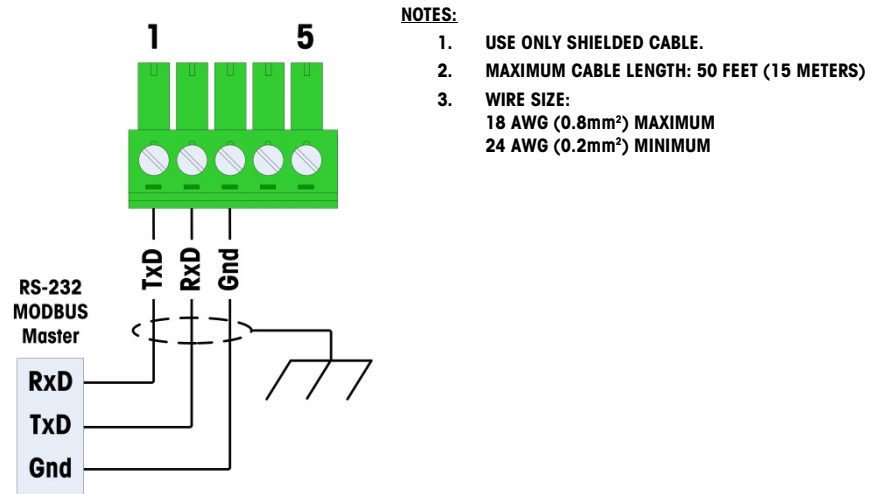 NOTES:
1. USE ONLY SHIELDED CABLE.
2. MAXIMUM CABLE LENGTH: 50 FEET (15 METERS)
3. WIRE SIZE:
18 AWG (0.8mm²) MAXIMUM
24 AWG (0.2mm²) MINIMUM
1 5
TxD
RxD
Gnd
RS-232
MODBUS
Master
RxD
TxD
Gnd